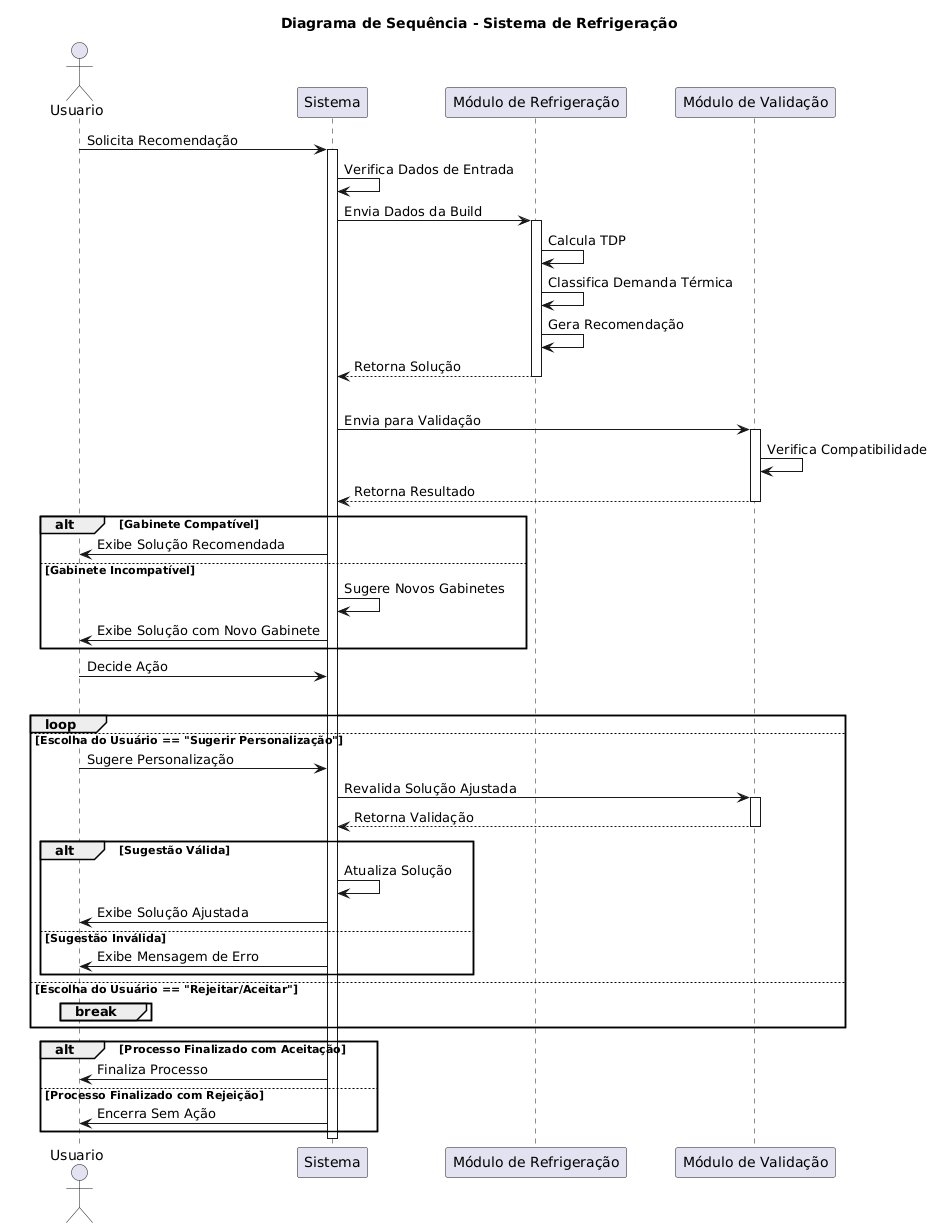 Diagrama de Sequência - Sistema de Refrigeração
Usuario
Sistema
Módulo de Refrigeração
Módulo de Validação
Solicita Recomendação
Verifica Dados de Entrada
Envia Dados da Build
Calcula TDP
Classifica Demanda Térmica
Gera Recomendação
Retorna Solução
Envia para Validação
Verifica Compatibilidade
Retorna Resultado
alt [Gabinete Compatível]
Exibe Solução Recomendada
[Gabinete Incompatível]
Sugere Novos Gabinetes
Exibe Solução com Novo Gabinete
Decide Ação
loop
[Escolha do Usuário == "Sugerir Personalização"]
Sugere Personalização
Revalida Solução Ajustada
Retorna Validação
alt [Sugestão Válida]
Atualiza Solução
Exibe Solução Ajustada
[Sugestão Inválida]
Exibe Mensagem de Erro
[Escolha do Usuário == "Rejeitar/Aceitar"]
break
alt [Processo Finalizado com Aceitação]
Finaliza Processo
[Processo Finalizado com Rejeição]
Encerra Sem Ação
Usuario
Sistema
Módulo de Refrigeração
Módulo de Validação